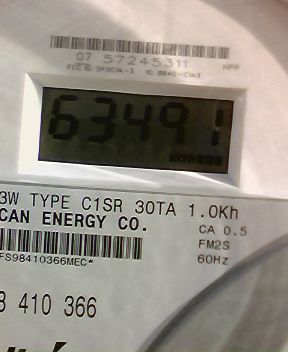 07 57245311
63491
3W TYPE C1SR 30TA 1.0Kh
CAN ENERGY CO.
CA 0.5
FM2S
60Hz
FS98410366MEC*
410 366